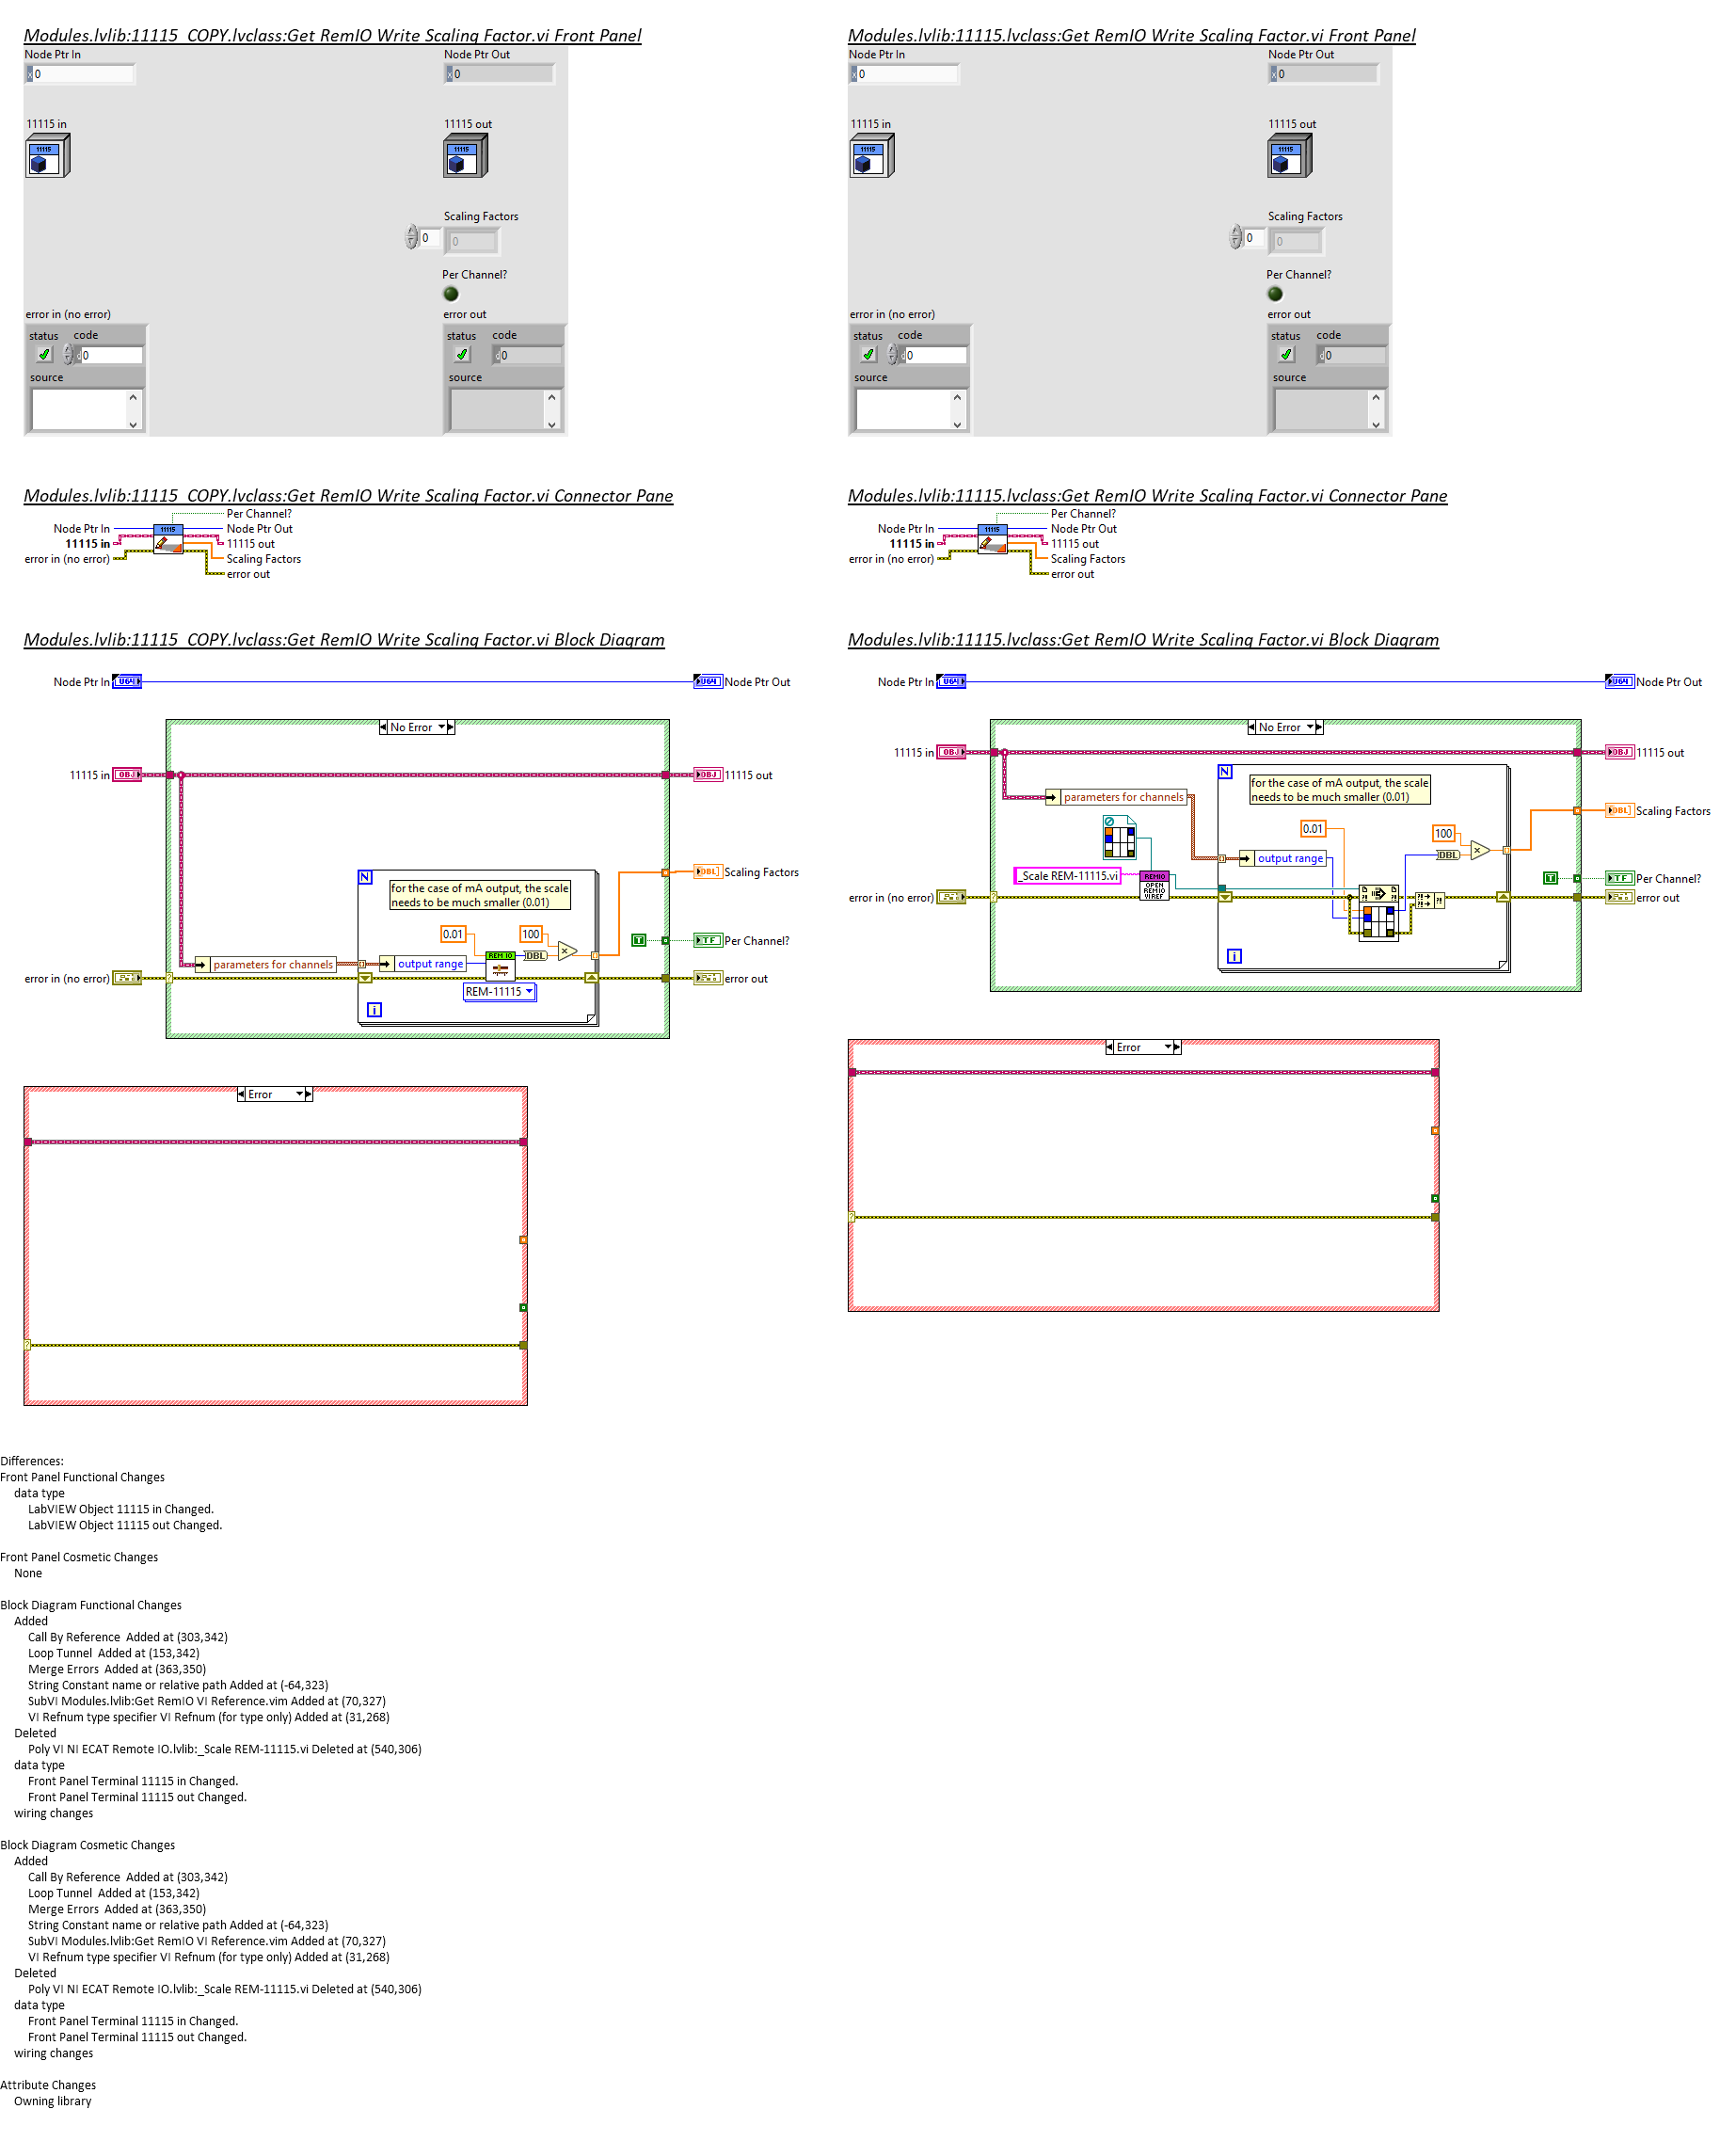 Modules.lvlib:11115_COPY.lvclass:Get RemIO Write Scaling Factor.vi Front Panel
Node Ptr In
Node Ptr Out
x 0
x 0
11115 in
11115 out
11115
11115
Scaling Factors
0
0
Per Channel?
error in (no error)
error out
status code
status code
d 0
d 0
source
source
Modules.lvlib:11115.lvclass:Get RemIO Write Scaling Factor.vi Front Panel
Node Ptr In
Node Ptr Out
x 0
x 0
11115 in
11115 out
11115
11115
Scaling Factors
0
0
Per Channel?
error in (no error)
error out
status code
status code
d 0
d 0
source
source
Modules.lvlib:11115_COPY.lvclass:Get RemIO Write Scaling Factor.vi Connector Pane
Per Channel?
Node Ptr In
11115
Node Ptr Out
11115 in
11115 out
error in (no error)
Scaling Factors
error out
Modules.lvlib:11115.lvclass:Get RemIO Write Scaling Factor.vi Connector Pane
Per Channel?
Node Ptr In
11115
Node Ptr Out
11115 in
11115 out
error in (no error)
Scaling Factors
error out
Modules.lvlib:11115_COPY.lvclass:Get RemIO Write Scaling Factor.vi Block Diagram
Node Ptr In
U64
U64
Node Ptr Out
No Error
11115 in
OBJ
OBJ
11115 out
N
for the case of mA output, the scale
needs to be much smaller (0.01)
DBL
Scaling Factors
0.01
100
T
TF
Per Channel?
REM IO
DBL
parameters for channels
output range
error in (no error)
error out
REM-11115
i
Error
Modules.lvlib:11115.lvclass:Get RemIO Write Scaling Factor.vi Block Diagram
Node Ptr In
U64
U64
Node Ptr Out
No Error
11115 in
OBJ
OBJ
11115 out
N
for the case of mA output, the scale
needs to be much smaller (0.01)
parameters for channels
DBL
Scaling Factors
0.01
100
output range
DBL
_Scale REM-11115.vi
REMIO
OPEN
REMIO
VI REF
T
TF
Per Channel?
error in (no error)
error out
i
Error
Differences:
Front Panel Functional Changes
data type
LabVIEW Object 11115 in Changed.
LabVIEW Object 11115 out Changed.
Front Panel Cosmetic Changes
None
Block Diagram Functional Changes
Added
Call By Reference  Added at (303,342)
Loop Tunnel  Added at (153,342)
Merge Errors  Added at (363,350)
String Constant name or relative path Added at (-64,323)
SubVI Modules.lvlib:Get RemIO VI Reference.vim Added at (70,327)
VI Refnum type specifier VI Refnum (for type only) Added at (31,268)
Deleted
Poly VI NI ECAT Remote IO.lvlib:_Scale REM-11115.vi Deleted at (540,306)
data type
Front Panel Terminal 11115 in Changed.
Front Panel Terminal 11115 out Changed.
wiring changes
Block Diagram Cosmetic Changes
Added
Call By Reference  Added at (303,342)
Loop Tunnel  Added at (153,342)
Merge Errors  Added at (363,350)
String Constant name or relative path Added at (-64,323)
SubVI Modules.lvlib:Get RemIO VI Reference.vim Added at (70,327)
VI Refnum type specifier VI Refnum (for type only) Added at (31,268)
Deleted
Poly VI NI ECAT Remote IO.lvlib:_Scale REM-11115.vi Deleted at (540,306)
data type
Front Panel Terminal 11115 in Changed.
Front Panel Terminal 11115 out Changed.
wiring changes
Attribute Changes
Owning library